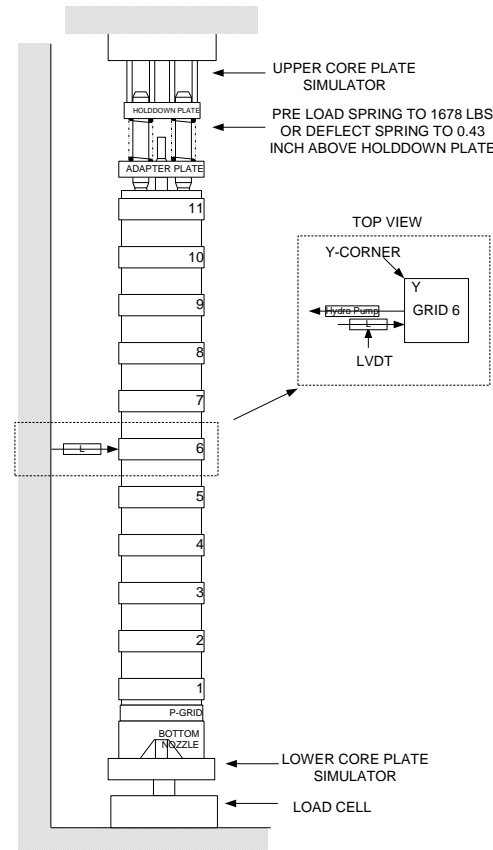 UPPER CORE PLATE
SIMULATOR
HOLDDOWN PLATE
PRE LOAD SPRING TO 1678 LBS
OR DEFLECT SPRING TO 0.43
INCH ABOVE HOLDDOWN PLATE
ADAPTER PLATE
11
10
9
8
7
L
6
5
4
3
2
1
P-GRID
BOTTOM
NOZZLE
LOWER CORE PLATE
SIMULATOR
LOAD CELL
TOP VIEW
Y-CORNER
Y
Hydro Pump
GRID 6
L
LVDT